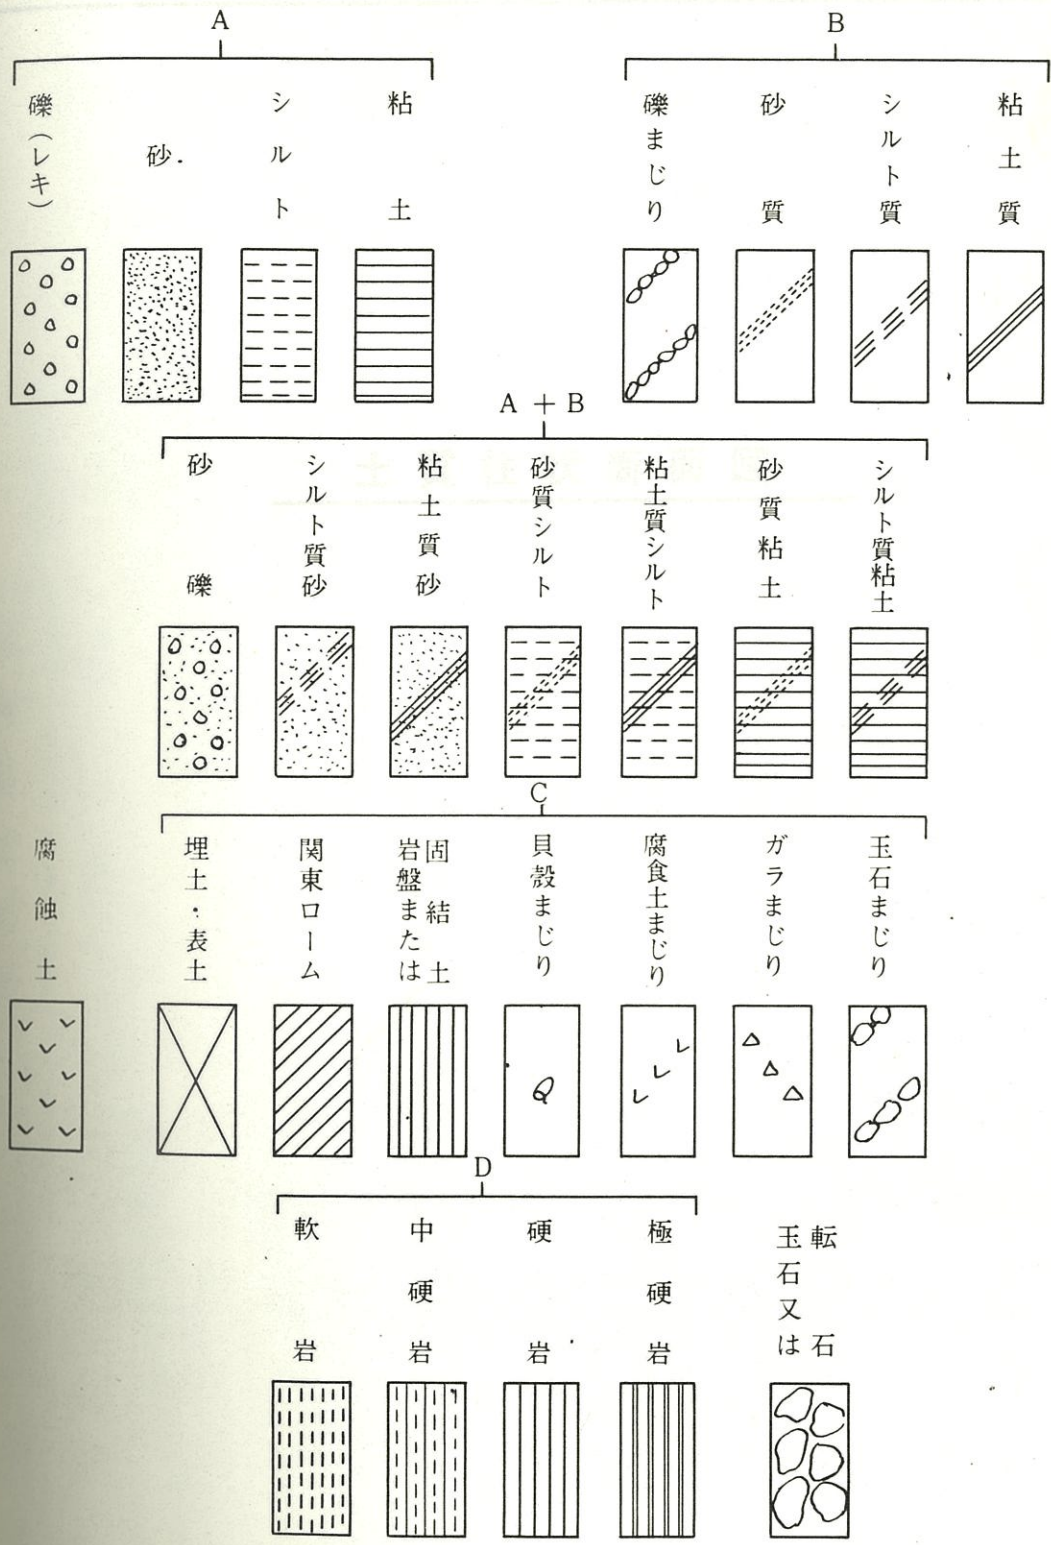 A
礫(レキ)
砂
シルト
粘土
B
礫まじり
砂質
シルト質
粘土質
A + B
砂礫
シルト質砂
粘土質砂
砂質シルト
粘土質シルト
砂質粘土
シルト質粘土
腐蝕土
C
埋土・表土
関東ローム
岩盤または
固結土
貝殻まじり
腐食土まじり
ガラまじり
玉石まじり
D
軟岩
中硬岩
硬岩
極硬岩
玉石又は
転石